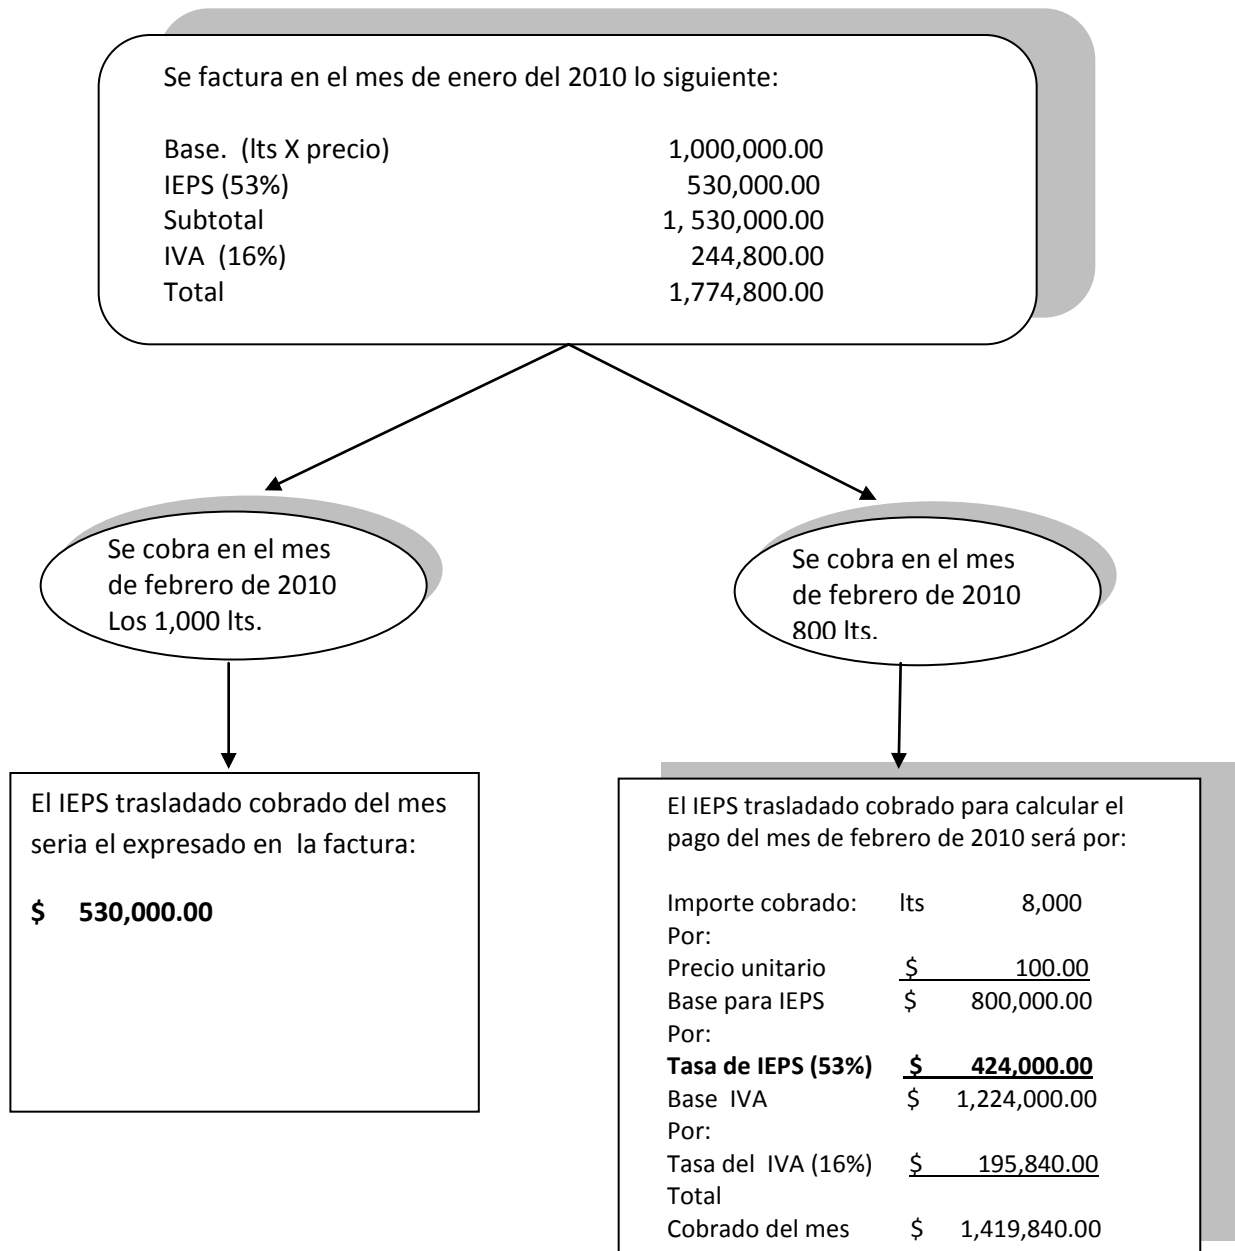 Se factura en el mes de enero del 2010 lo siguiente:
Base. (lts X precio) 1,000,000.00
IEPS (53%) 530,000.00
Subtotal 1, 530,000.00
IVA (16%) 244,800.00
Total 1,774,800.00
Se cobra en el mes
de febrero de 2010
Los 1,000 lts.
Se cobra en el mes
de febrero de 2010
800 lts.
El IEPS trasladado cobrado del mes
seria el expresado en la factura:
$ 530,000.00
El IEPS trasladado cobrado para calcular el
pago del mes de febrero de 2010 será por:
Importe cobrado: lts 8,000
Por:
Precio unitario $ 100.00
Base para IEPS $ 800,000.00
Por:
Tasa de IEPS (53%) $ 424,000.00
Base IVA $ 1,224,000.00
Por:
Tasa del IVA (16%) $ 195,840.00
Total
Cobrado del mes $ 1,419,840.00